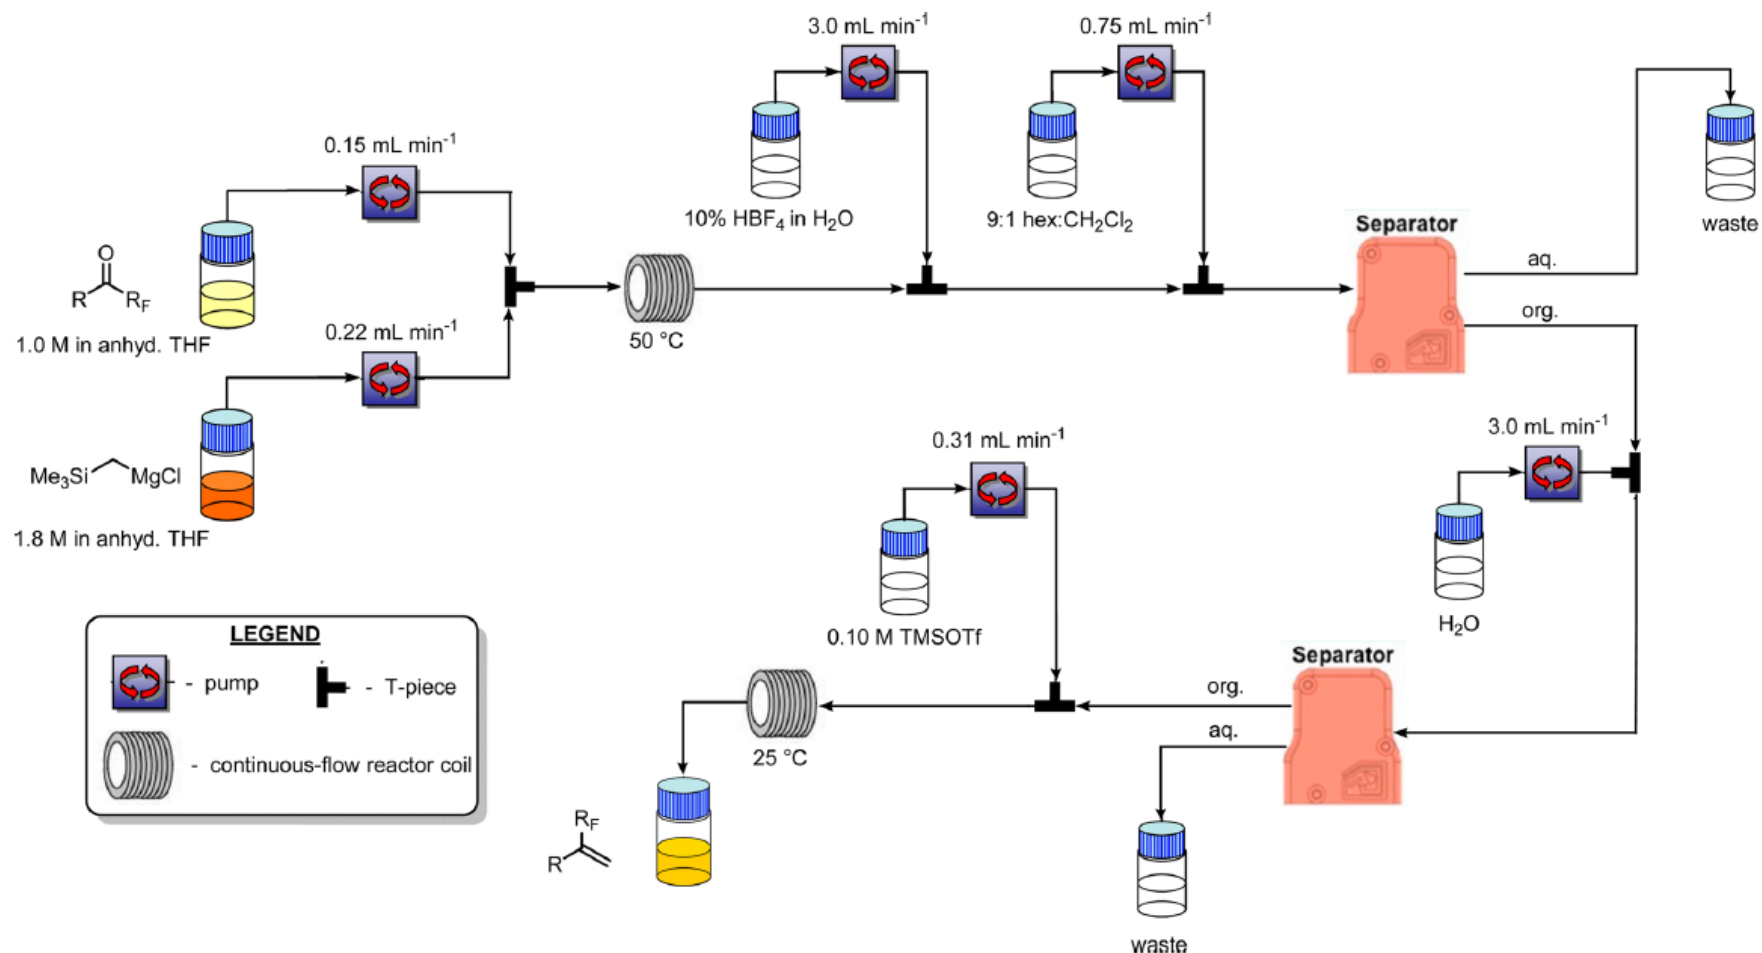 3.0 mL min⁻¹
0.75 mL min⁻¹
0.15 mL min⁻¹
10% HBF₄ in H₂O
9:1 hex:CH₂Cl₂
Separator
waste
aq.
org.
O
R
R_F
1.0 M in anhyd. THF
0.22 mL min⁻¹
50 °C
Me₃Si
MgCl
1.8 M in anhyd. THF
0.31 mL min⁻¹
3.0 mL min⁻¹
0.10 M TMSOTf
H₂O
Separator
org.
aq.
25 °C
R_F
R
waste
LEGEND
- pump
- T-piece
- continuous-flow reactor coil